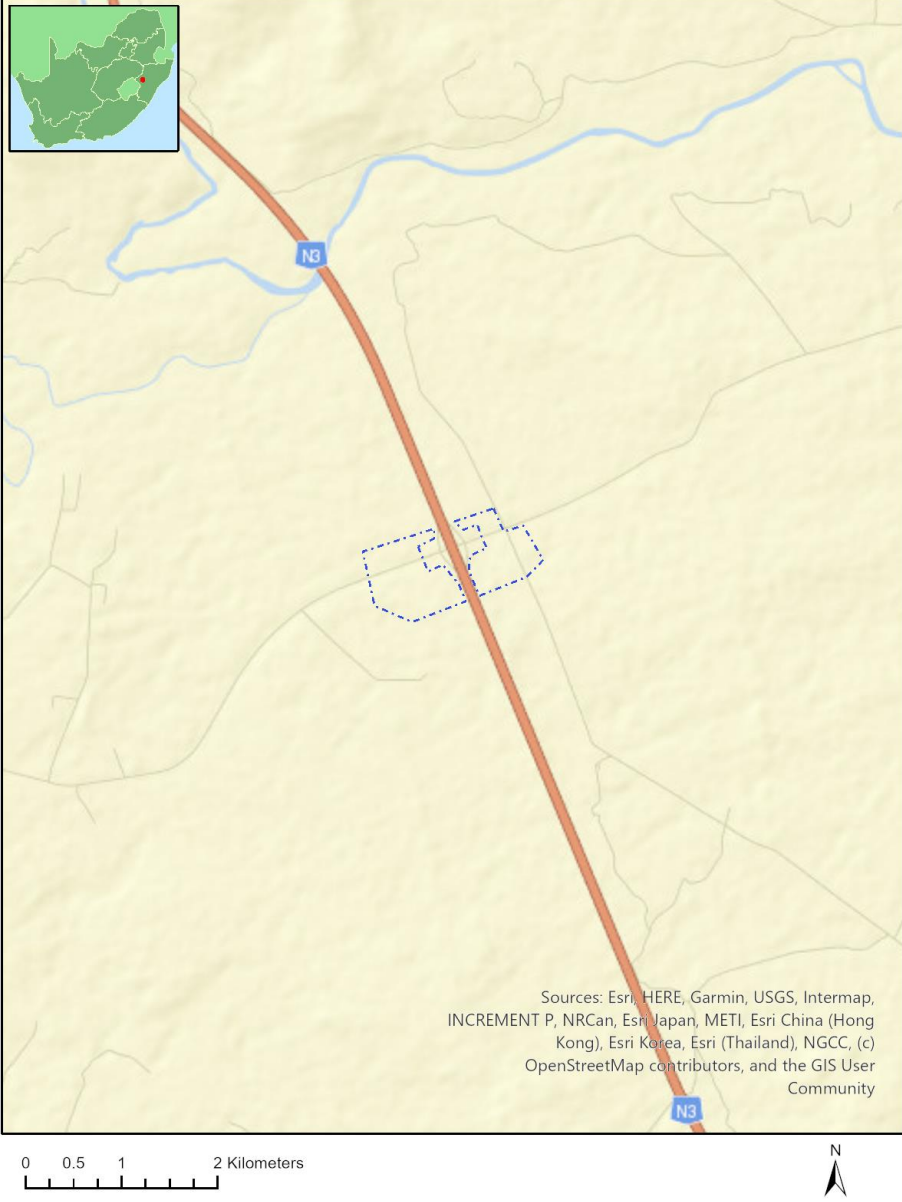 N3
Sources: Esri, HERE, Garmin, USGS, Intermap,
INCREMENT P, NRCan, Esri Japan, METI, Esri China (Hong
Kong), Esri Korea, Esri (Thailand), NGCC, (c)
OpenStreetMap contributors, and the GIS User
Community
N3
0 0.5 1 2 Kilometers
N